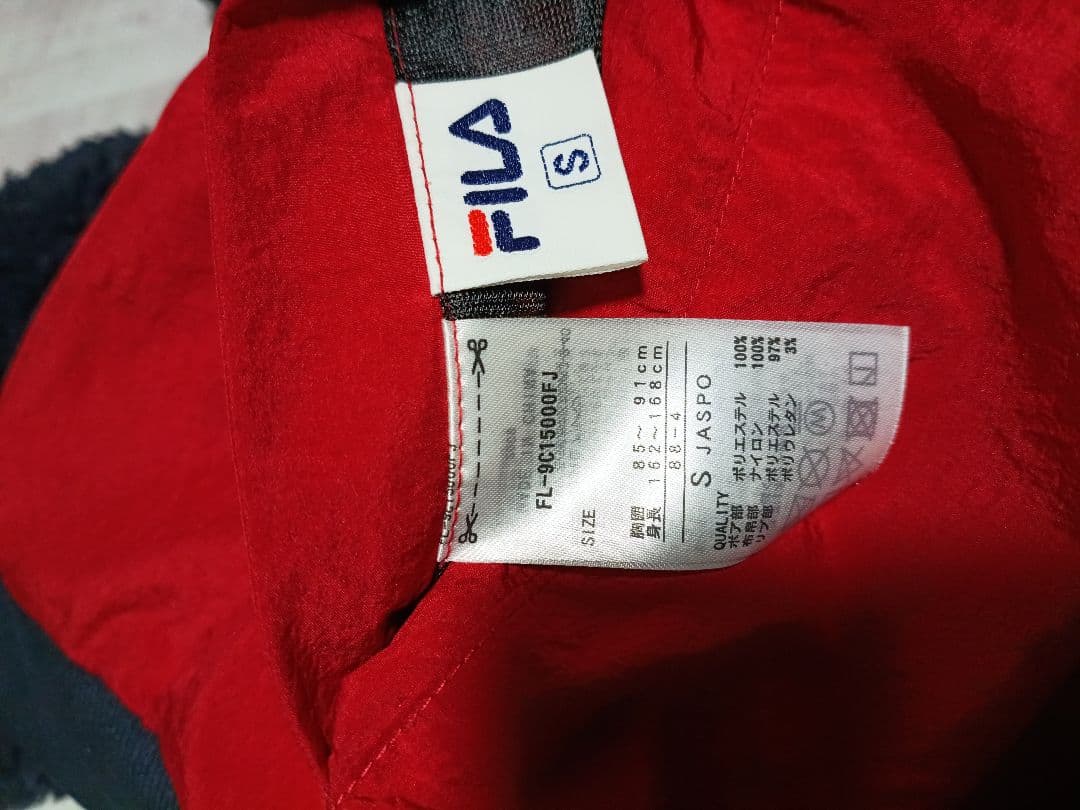 FILA
S
FL-9C15000FJ
SIZE
胸囲 85～91cm
身長 162～168cm
88-4
S JASPO
QUALITY
ボア部 ポリエステル 100%
布帛部 ナイロン 100%
リブ部 ポリエステル 97%
ポリウレタン 3%
W